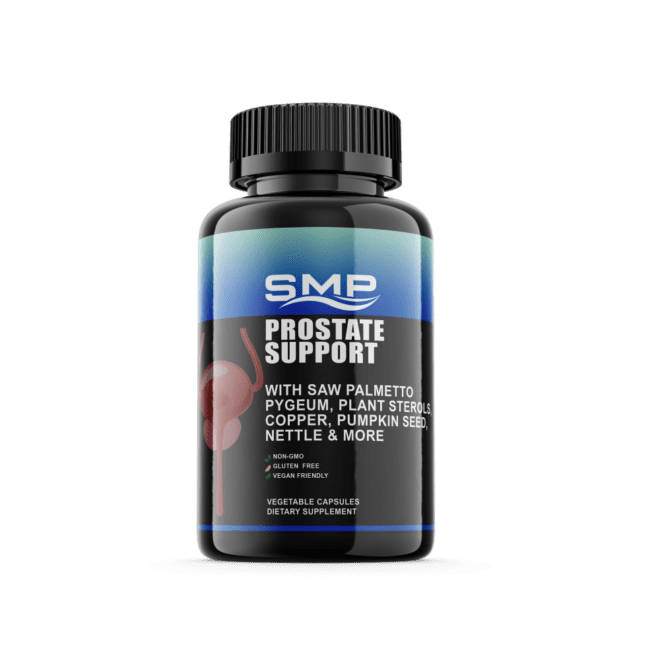 SMP
PROSTATE
SUPPORT
WITH SAW PALMETTO
PYGEUM, PLANT STEROLS,
COPPER, PUMPKIN SEED,
NETTLE & MORE
NON-GMO
GLUTEN FREE
VEGAN FRIENDLY
VEGETABLE CAPSULES
DIETARY SUPPLEMENT